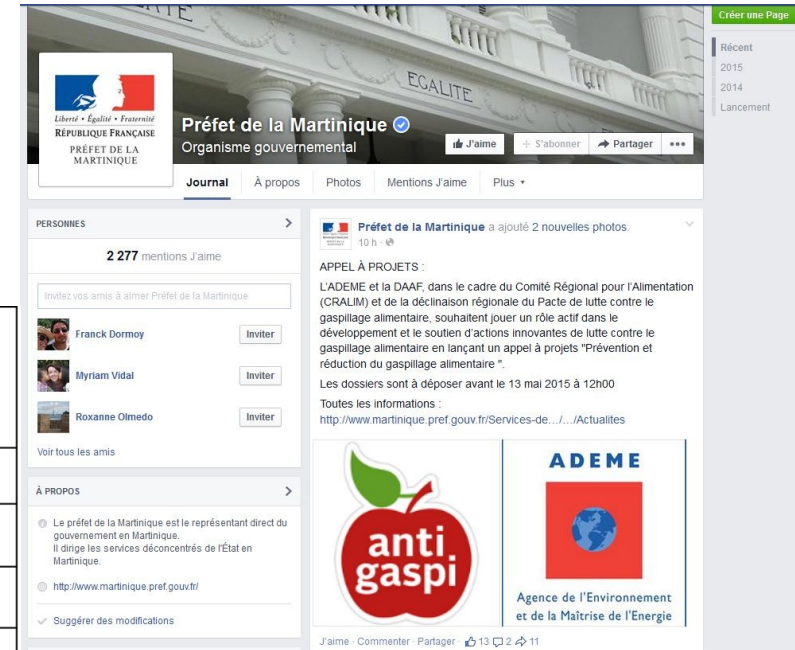 ITE
EGALITE
Créer une Page
Récent
2015
2014
Lancement
Liberté • Égalité • Fraternité
RÉPUBLIQUE FRANÇAISE
PRÉFET DE LA
MARTINIQUE
Préfet de la Martinique
Organisme gouvernemental
J'aime
+ S'abonner
Partager
•••
Journal
À propos
Photos
Mentions J'aime
Plus
PERSONNES
2 277 mentions J'aime
Invitez vos amis à aimer Préfet de la Martinique
Franck Dormoy
Inviter
Myriam Vidal
Inviter
Roxanne Olmedo
Inviter
Voir tous les amis
À PROPOS
Le préfet de la Martinique est le représentant direct du
gouvernement en Martinique.
Il dirige les services déconcentrés de l'État en
Martinique.
http://www.martinique.pref.gouv.fr/
Suggérer des modifications
Préfet de la Martinique a ajouté 2 nouvelles photos.
10 h ·
APPEL À PROJETS :
L'ADEME et la DAAF, dans le cadre du Comité Régional pour l'Alimentation
(CRALIM) et de la déclinaison régionale du Pacte de lutte contre le
gaspillage alimentaire, souhaitent jouer un rôle actif dans le
développement et le soutien d'actions innovantes de lutte contre le
gaspillage alimentaire en lançant un appel à projets "Prévention et
réduction du gaspillage alimentaire ".
Les dossiers sont à déposer avant le 13 mai 2015 à 12h00
Toutes les informations :
http://www.martinique.pref.gouv.fr/Services-de.../.../Actualites
anti
gaspi
ADEME
Agence de l'Environnement
et de la Maîtrise de l'Energie
J'aime · Commenter · Partager · 13 2 11